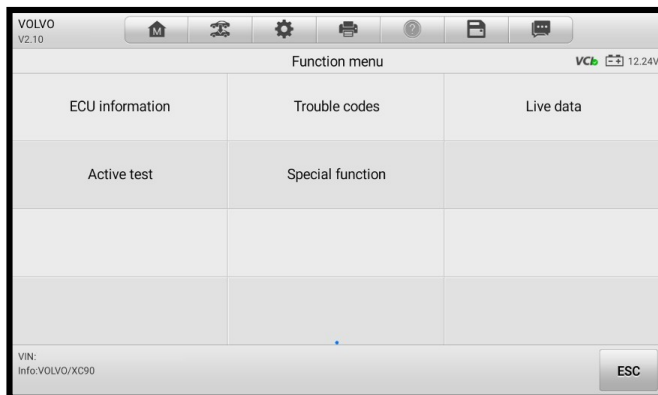 VOLVO
V2.10
M
?
Function menu
VCI 12.24V
ECU information
Trouble codes
Live data
Active test
Special function
VIN:
Info:VOLVO/XC90
ESC